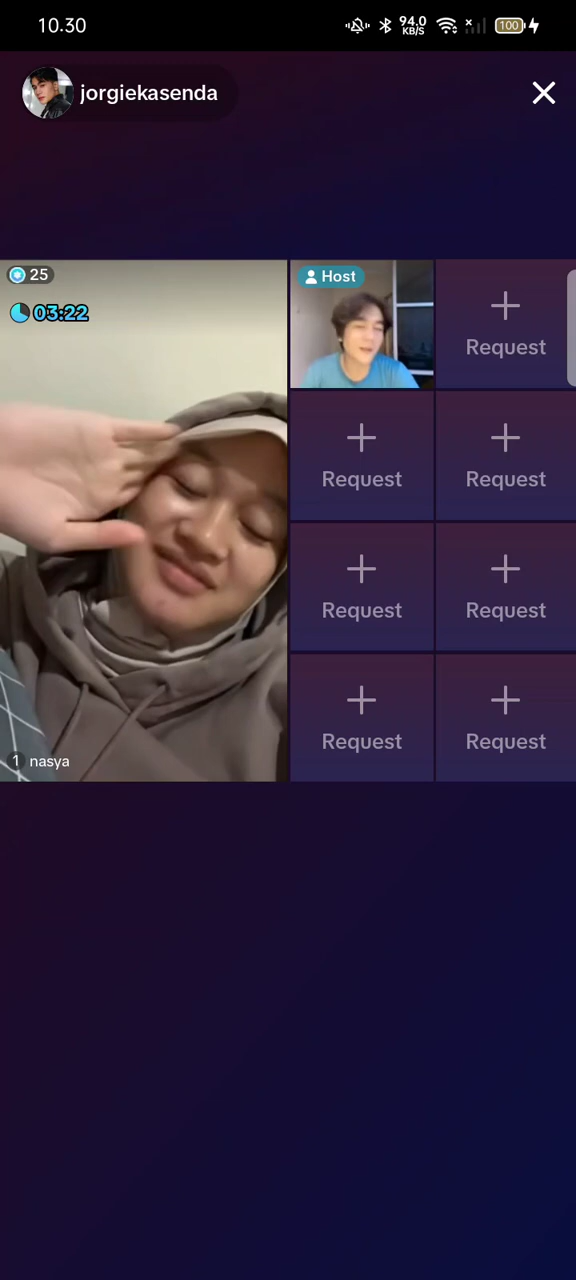 10.30
94.0
KB/S
100
jorgiekasenda
25
03:22
Host
Request
Request
Request
Request
Request
Request
Request
1 nasya